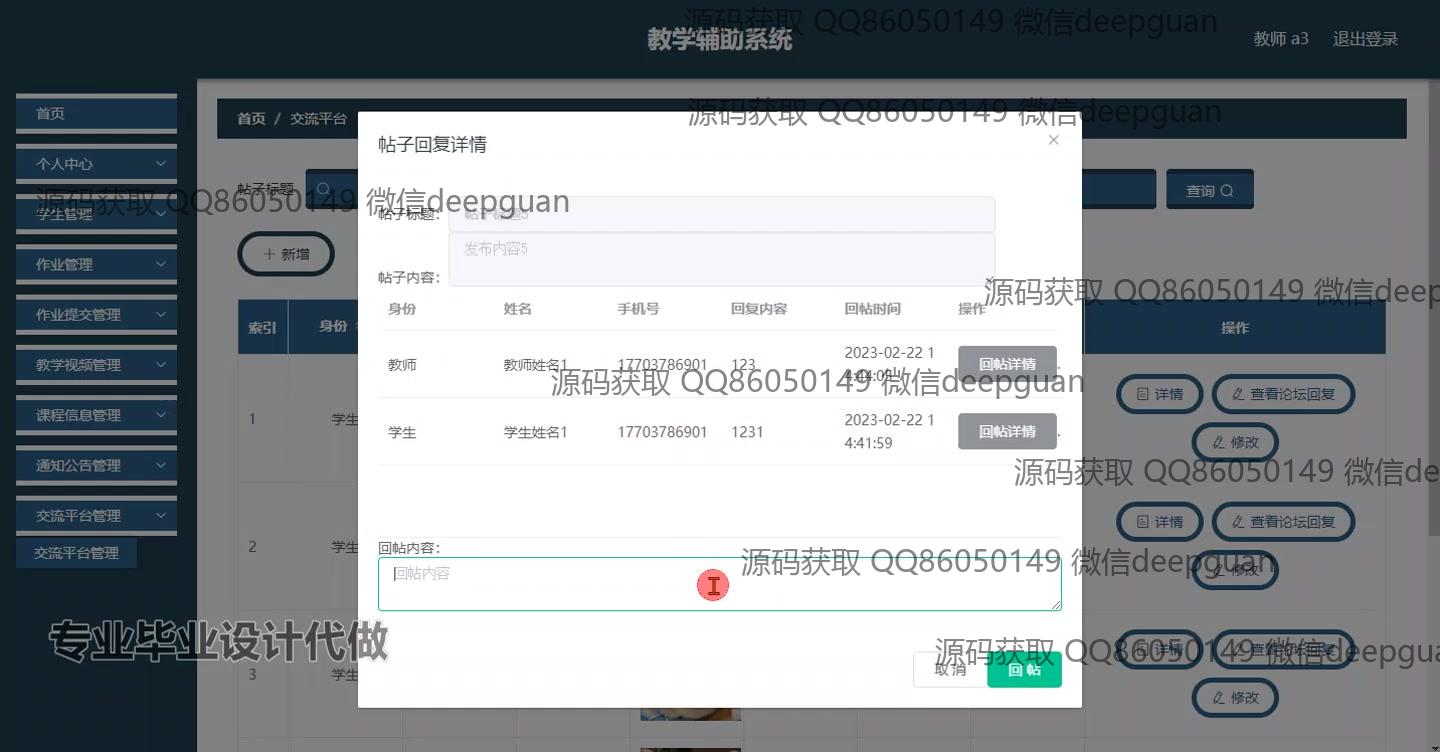 源码获取 QQ86050149 微信deepguan
教学辅助系统
教师 a3
退出登录
首页
个人中心
学生管理
作业管理
作业提交管理
教学视频管理
课程信息管理
通知公告管理
交流平台管理
交流平台管理
首页 / 交流平台
源码获取 QQ86050149 微信deepguan
帖子标题
查询
源码获取 QQ86050149 微信deepguan
+ 新增
索引
身份
操作
1
学生
详情
查看论坛回复
修改
2
学生
详情
查看论坛回复
修改
3
学生
详情
查看论坛回复
修改
帖子回复详情
帖子标题:
帖子标题5
帖子内容:
发布内容5
源码获取 QQ86050149 微信deep
身份 姓名 手机号 回复内容 回帖时间 操作
教师 教师姓名1 17703786901 123 2023-02-22 1
回帖详情
源码获取 QQ86050149 微信deepguan
学生 学生姓名1 17703786901 1231 2023-02-22 1
4:41:59
回帖详情
源码获取 QQ86050149 微信de
回帖内容:
回帖内容
源码获取 QQ86050149 微信deepguan
专业毕业设计代做
源码获取 QQ86050149 微信deepgua
取消
回帖